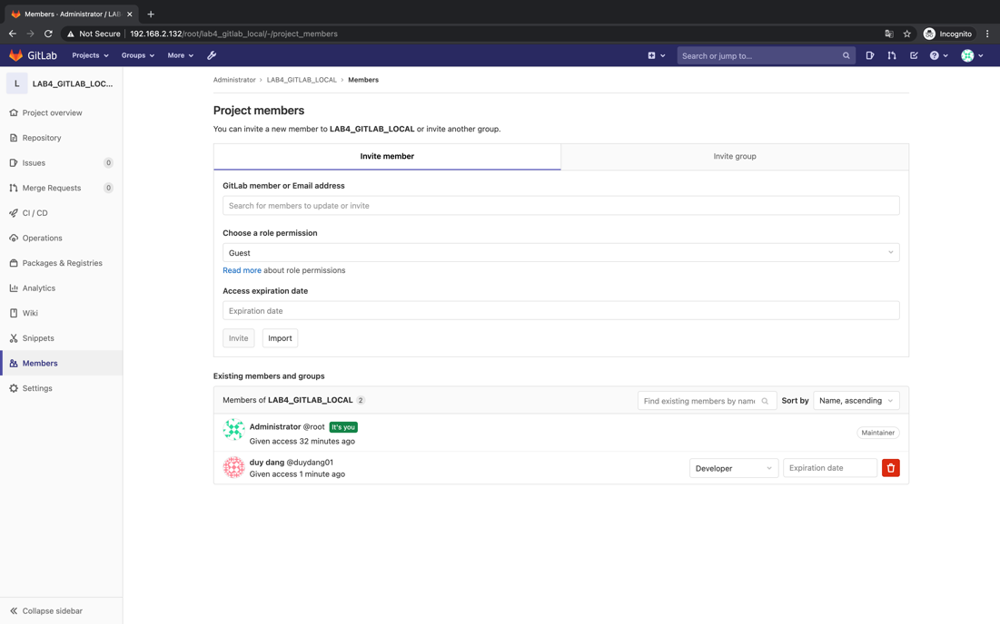 Members · Administrator / LAB
Not Secure
192.168.2.132/root/lab4_gitlab_local/-/project_members
Incognito
GitLab
Projects
Groups
More
Search or jump to...
L
LAB4_GITLAB_LOC...
Project overview
Repository
Issues
0
Merge Requests
0
CI / CD
Operations
Packages & Registries
Analytics
Wiki
Snippets
Members
Settings
Collapse sidebar
Administrator › LAB4_GITLAB_LOCAL › Members
Project members
You can invite a new member to LAB4_GITLAB_LOCAL or invite another group.
Invite member
Invite group
GitLab member or Email address
Search for members to update or invite
Choose a role permission
Guest
Read more about role permissions
Access expiration date
Expiration date
Invite
Import
Existing members and groups
Members of LAB4_GITLAB_LOCAL 2
Find existing members by name
Sort by
Name, ascending
Administrator @root It's you
Given access 32 minutes ago
Maintainer
duy dang @duydang01
Given access 1 minute ago
Developer
Expiration date